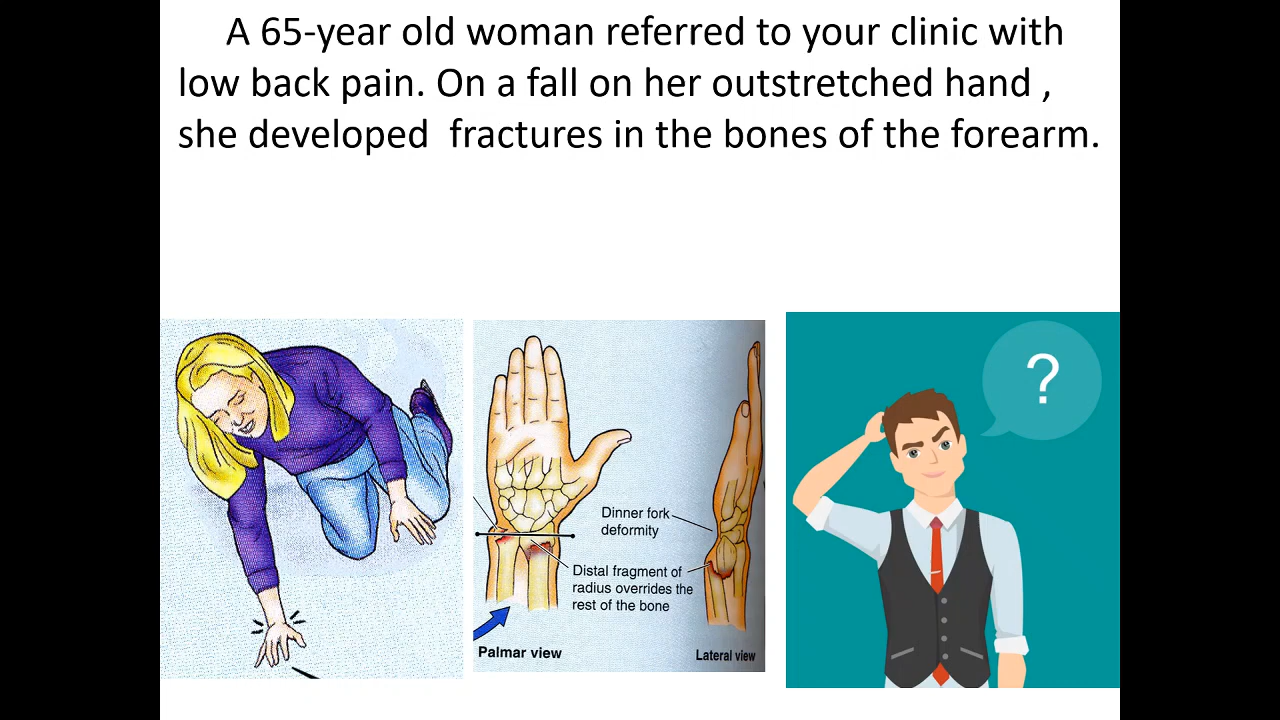 A 65-year old woman referred to your clinic with
low back pain. On a fall on her outstretched hand ,
she developed  fractures in the bones of the forearm.
?
Dinner fork
deformity
Distal fragment of
radius overrides the
rest of the bone
Palmar view
Lateral view